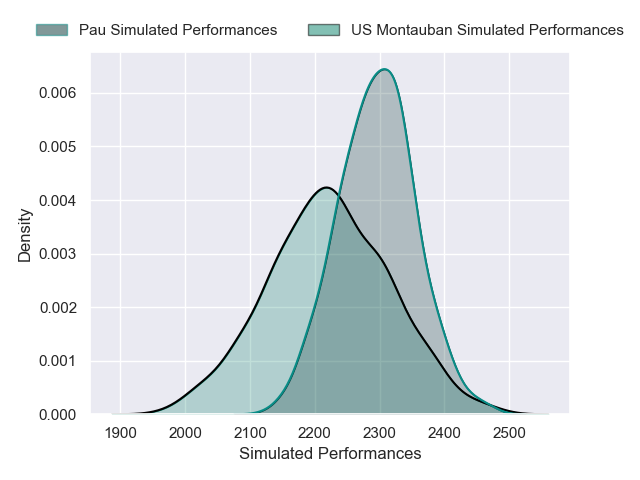 Pau Simulated Performances
US Montauban Simulated Performances
0.006
0.005
0.004
0.003
0.002
0.001
0.000
Density
1900 2000 2100 2200 2300 2400 2500
Simulated Performances